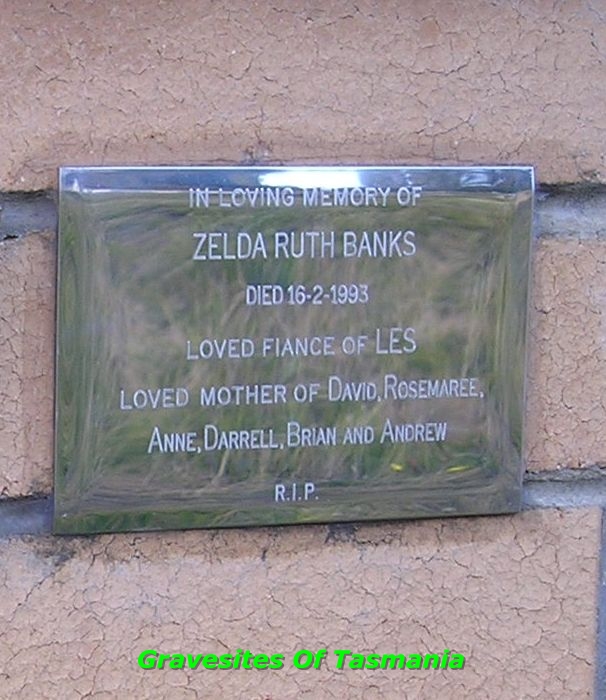 IN LOVING MEMORY OF
ZELDA RUTH BANKS
DIED 16-2-1993
LOVED FIANCE OF LES
LOVED MOTHER OF DAVID, ROSEMAREE,
ANNE, DARRELL, BRIAN AND ANDREW
R.I.P.
Gravesites Of Tasmania